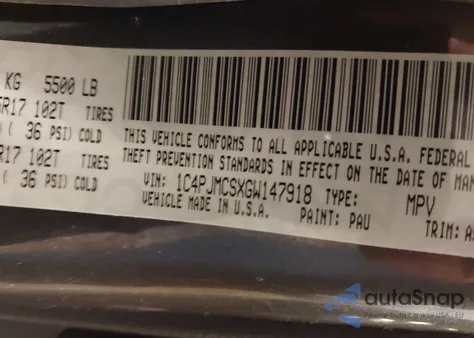 KG 5500 LB
R17 102T TIRES
( 36 PSI) COLD
R17 102T TIRES
( 36 PSI) COLD
THIS VEHICLE CONFORMS TO ALL APPLICABLE U.S.A. FEDERAL
THEFT PREVENTION STANDARDS IN EFFECT ON THE DATE OF MAN
VIN: 1C4PJMCSXGW147918 TYPE: MPV
VEHICLE MADE IN U.S.A. PAINT: PAU TRIM: AS
autoSnap